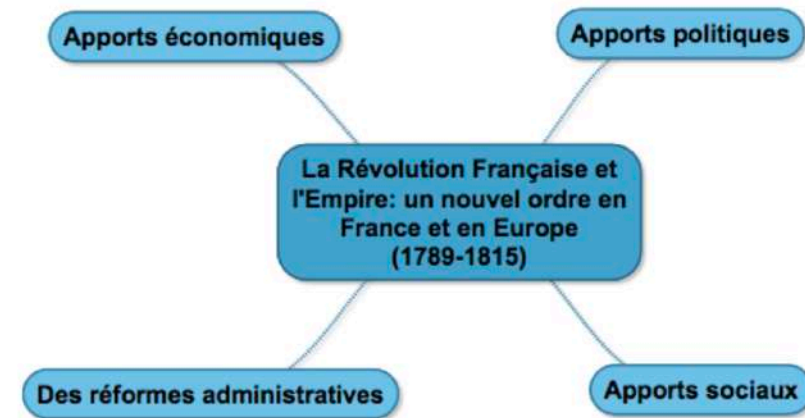 Apports économiques
Apports politiques
La Révolution Française et
l'Empire: un nouvel ordre en
France et en Europe
(1789-1815)
Des réformes administratives
Apports sociaux